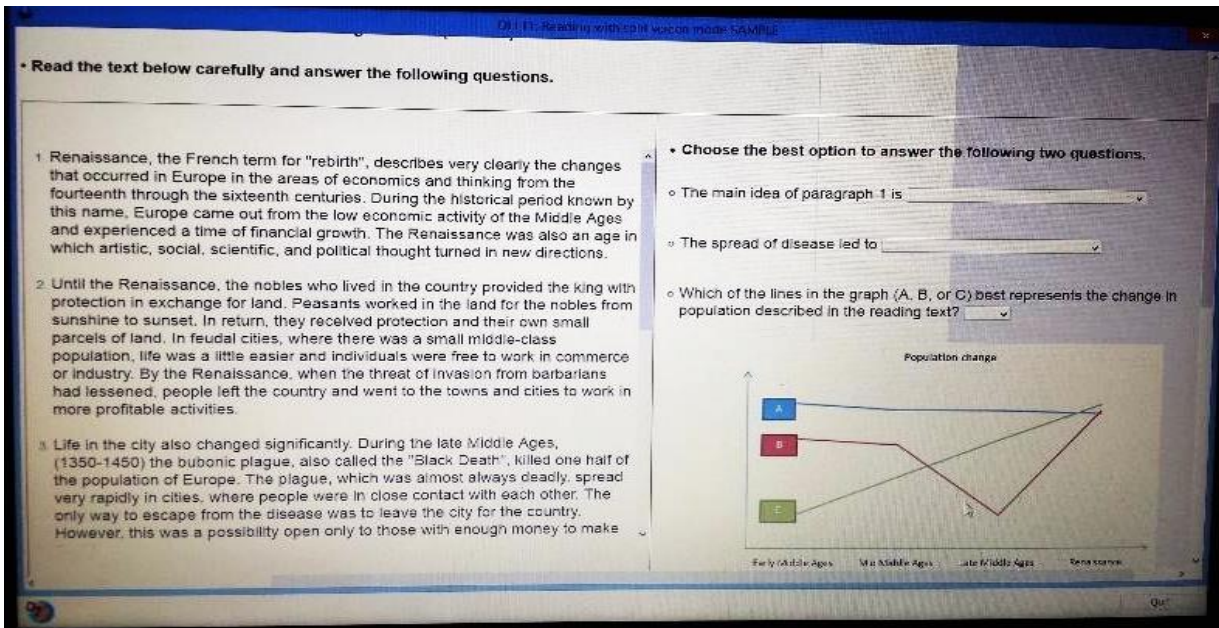 Reading with split screen mode SAMPLE
• Read the text below carefully and answer the following questions.
1 Renaissance, the French term for "rebirth", describes very clearly the changes
that occurred in Europe in the areas of economics and thinking from the
fourteenth through the sixteenth centuries. During the historical period known by
this name, Europe came out from the low economic activity of the Middle Ages
and experienced a time of financial growth. The Renaissance was also an age in
which artistic, social, scientific, and political thought turned in new directions.
2 Until the Renaissance, the nobles who lived in the country provided the king with
protection in exchange for land. Peasants worked in the land for the nobles from
sunshine to sunset. In return, they received protection and their own small
parcels of land. In feudal cities, where there was a small middle-class
population, life was a little easier and individuals were free to work in commerce
or industry. By the Renaissance, when the threat of invasion from barbarians
had lessened, people left the country and went to the towns and cities to work in
more profitable activities.
3 Life in the city also changed significantly. During the late Middle Ages,
(1350-1450) the bubonic plague, also called the "Black Death", killed one half of
the population of Europe. The plague, which was almost always deadly, spread
very rapidly in cities, where people were in close contact with each other. The
only way to escape from the disease was to leave the city for the country.
However, this was a possibility open only to those with enough money to make
• Choose the best option to answer the following two questions.
○ The main idea of paragraph 1 is
○ The spread of disease led to
○ Which of the lines in the graph (A, B, or C) best represents the change in
population described in the reading text?
Population change
A
B
C
Early Middle Ages Mid Middle Ages Late Middle Ages Renaissance
Quit